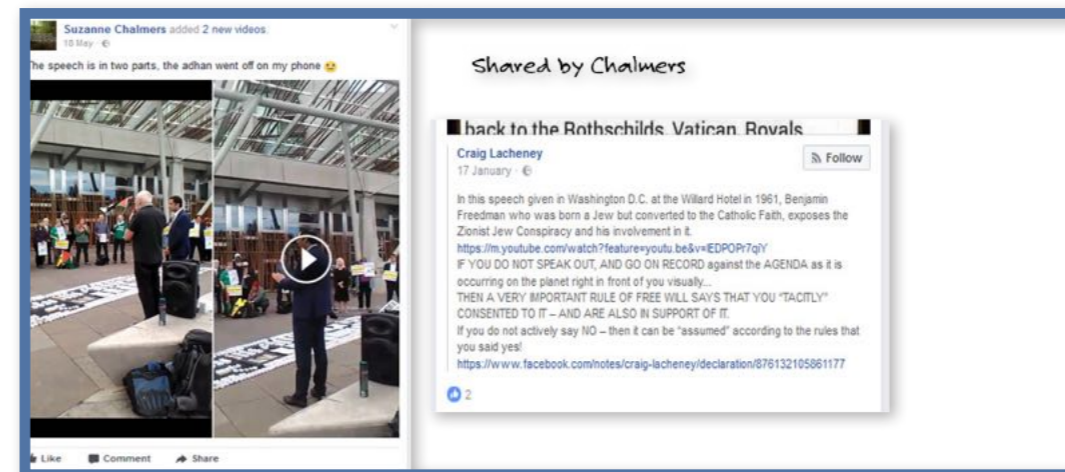 Suzanne Chalmers added 2 new videos.
18 May
The speech is in two parts, the adhan went off on my phone
Like Comment Share
Shared by Chalmers
back to the Rothschilds, Vatican, Royals
Craig Lacheney
17 January
Follow
In this speech given in Washington D.C. at the Willard Hotel in 1961, Benjamin
Freedman who was born a Jew but converted to the Catholic Faith, exposes the
Zionist Jew Conspiracy and his involvement in it.
https://m.youtube.com/watch?feature=youtu.be&v=IEDPOPr7qiY
IF YOU DO NOT SPEAK OUT, AND GO ON RECORD against the AGENDA as it is
occurring on the planet right in front of you visually...
THEN A VERY IMPORTANT RULE OF FREE WILL SAYS THAT YOU "TACITLY"
CONSENTED TO IT – AND ARE ALSO IN SUPPORT OF IT.
If you do not actively say NO – then it can be "assumed" according to the rules that
you said yes!
https://www.facebook.com/notes/craig-lacheney/declaration/876132105861177
2